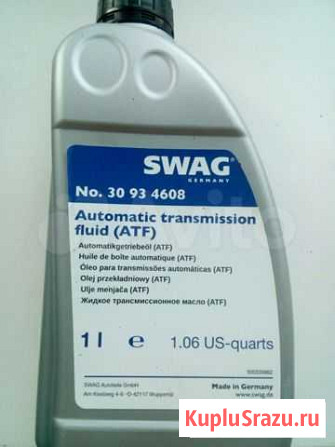 SWAG
GERMANY
No. 30 93 4608
Automatic transmission
fluid (ATF)
Automatikgetriebeöl (ATF)
Huile de boîte automatique (ATF)
Óleo para transmissões automáticas (ATF)
Olej przekładniowy (ATF)
Ulje menjača (ATF)
Жидкое трансмиссионное масло (ATF)
1 l e 1.06 US-quarts
SWAG Autoteile GmbH
Made in Germany
www.swag.de
KupluSrazu.ru